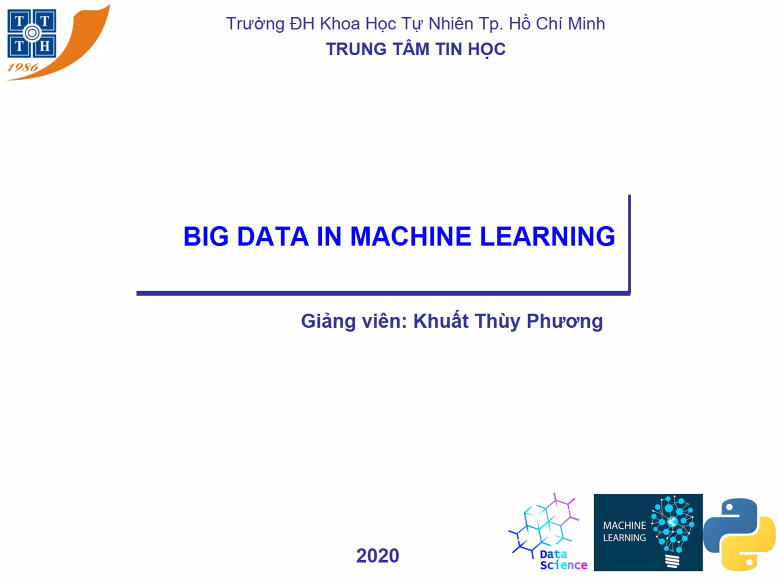 T T
T H
1986
Trường ĐH Khoa Học Tự Nhiên Tp. Hồ Chí Minh
TRUNG TÂM TIN HỌC
BIG DATA IN MACHINE LEARNING
Giảng viên: Khuất Thùy Phương
2020
Data
Science
MACHINE
LEARNING